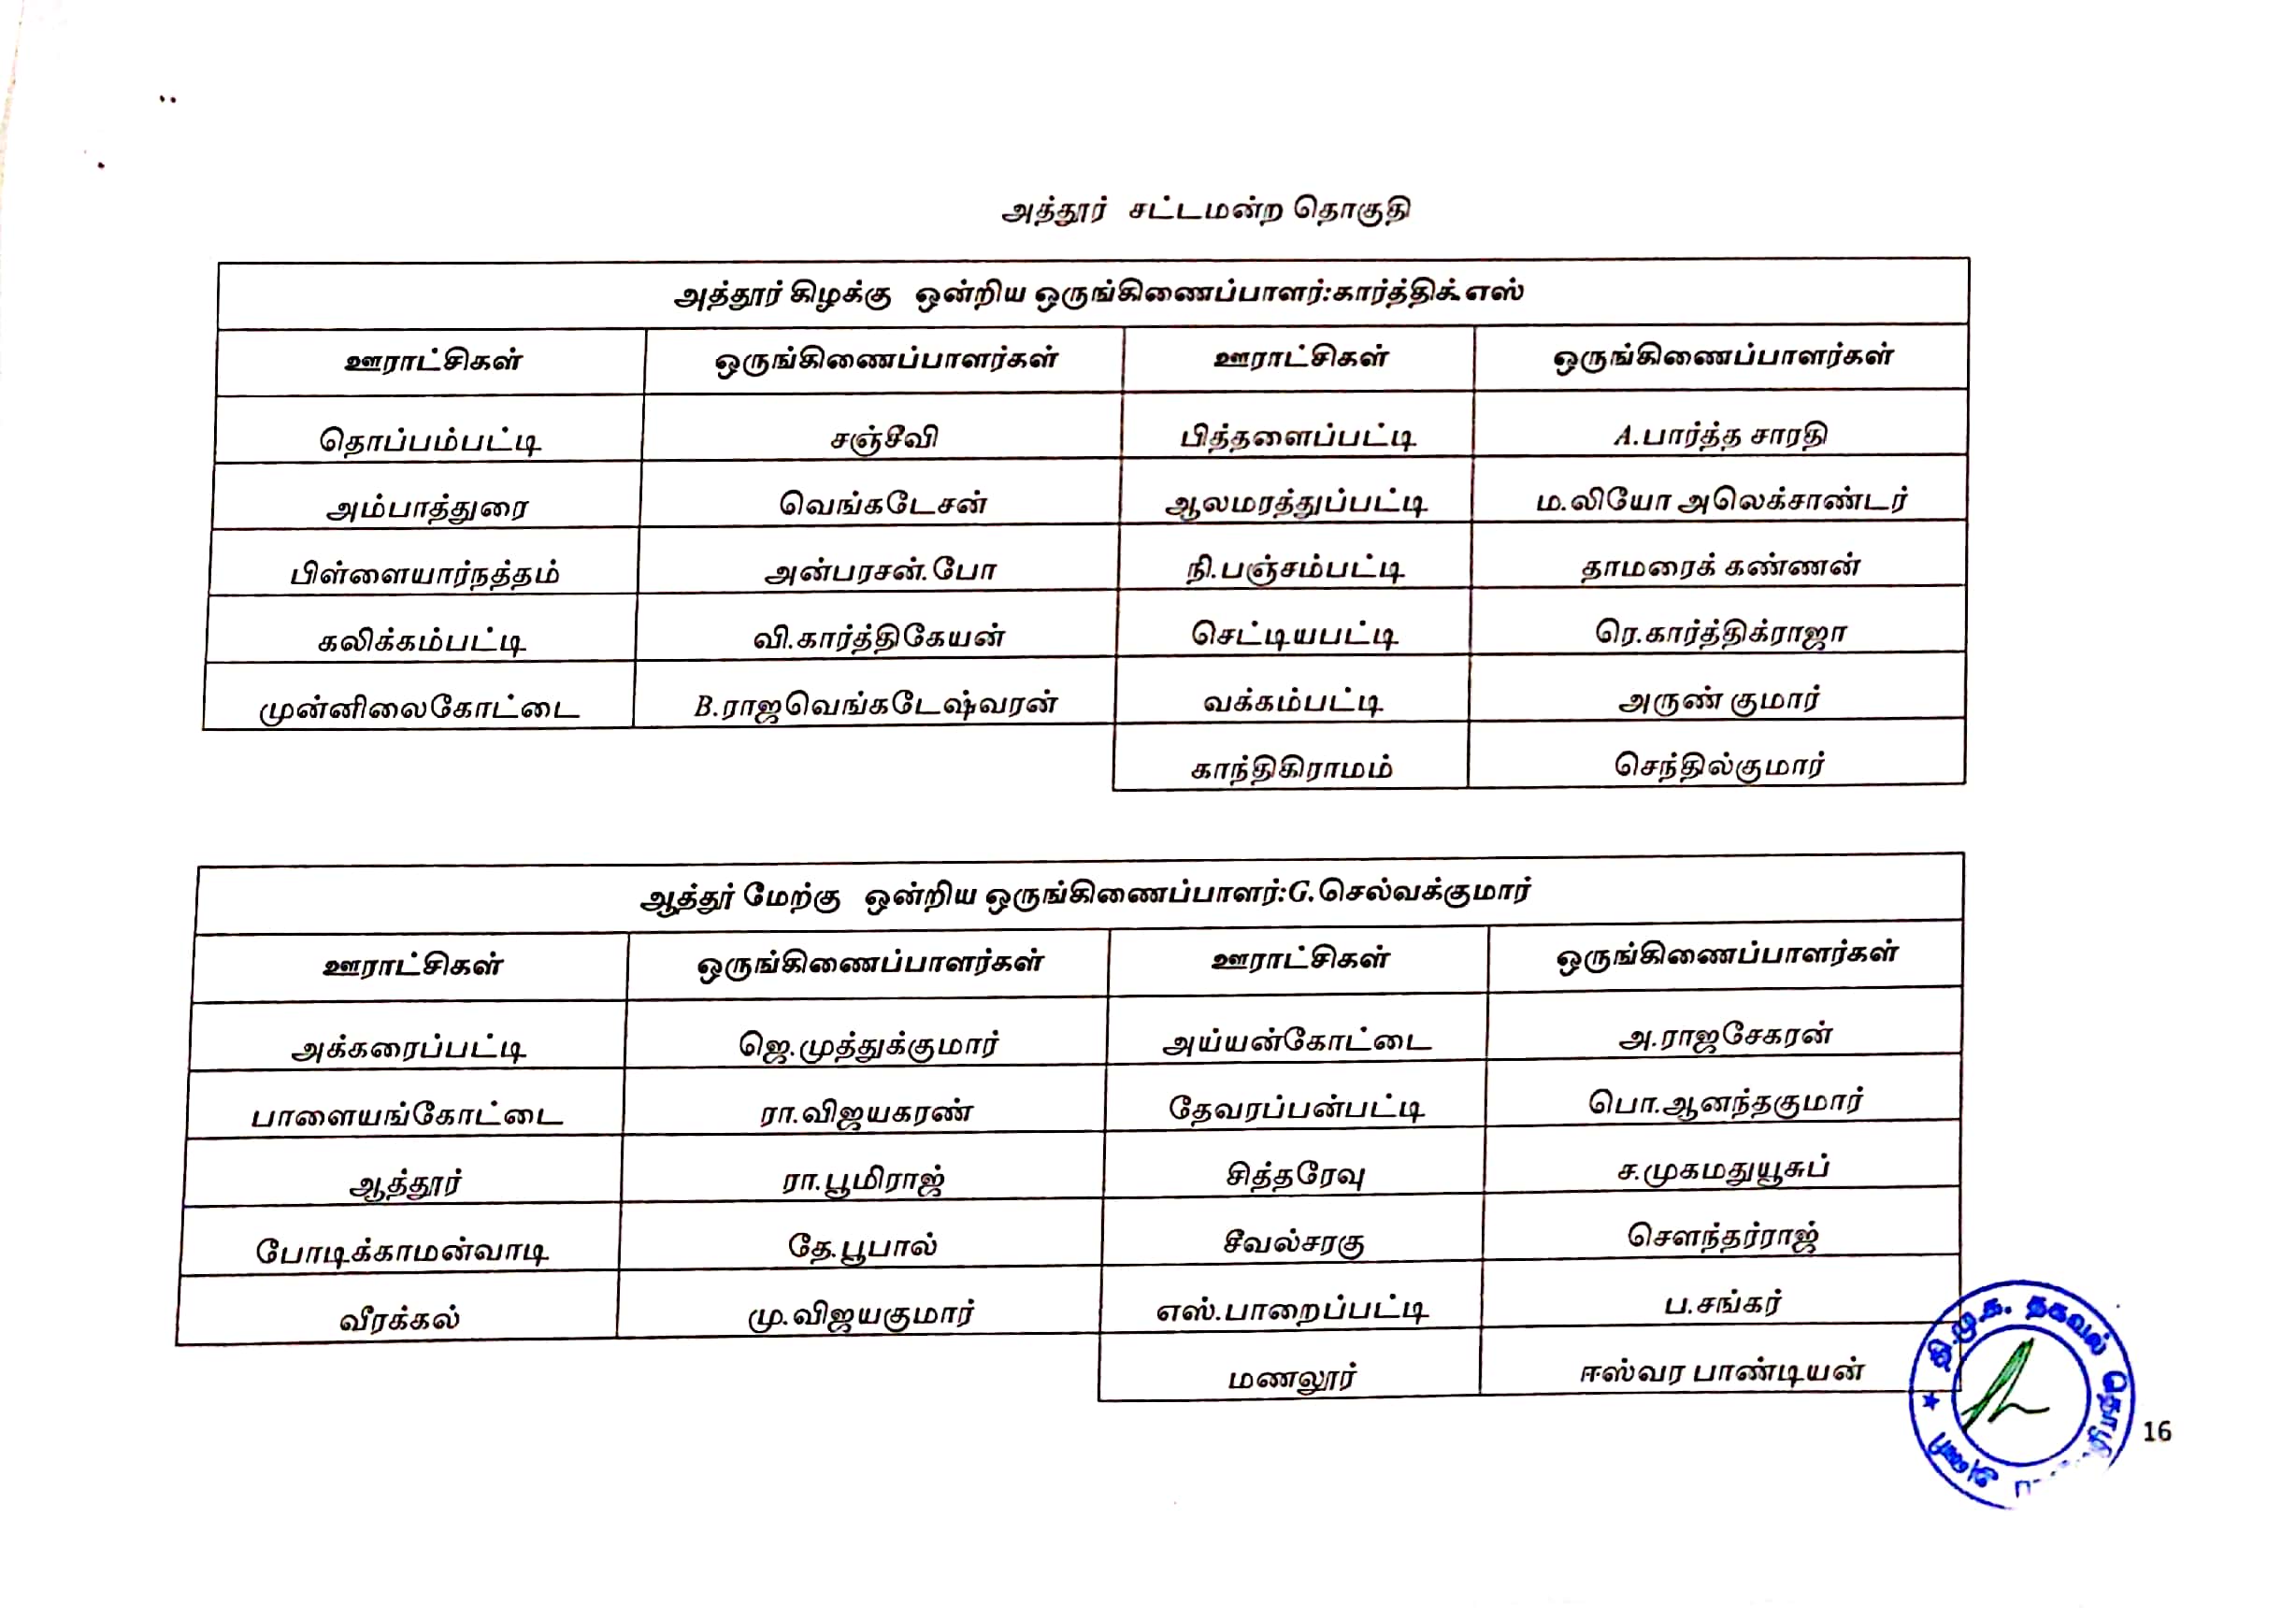 அத்தூர் சட்டமன்ற தொகுதி
அத்தூர் கிழக்கு ஒன்றிய ஒருங்கிணைப்பாளர்:கார்த்திக்.எஸ்
ஊராட்சிகள் ஒருங்கிணைப்பாளர்கள் ஊராட்சிகள் ஒருங்கிணைப்பாளர்கள்
தொப்பம்பட்டி சஞ்சீவி பித்தளைப்பட்டி A.பார்த்த சாரதி
அம்பாத்துரை வெங்கடேசன் ஆலமரத்துப்பட்டி ம.லியோ அலெக்சாண்டர்
பிள்ளையார்நத்தம் அன்பரசன்.போ நி.பஞ்சம்பட்டி தாமரைக் கண்ணன்
கலிக்கம்பட்டி வி.கார்த்திகேயன் செட்டியபட்டி ரெ.கார்த்திக்ராஜா
முன்னிலைகோட்டை B.ராஜவெங்கடேஷ்வரன் வக்கம்பட்டி அருண் குமார்
காந்திகிராமம் செந்தில்குமார்
ஆத்தூர் மேற்கு ஒன்றிய ஒருங்கிணைப்பாளர்:G.செல்வக்குமார்
ஊராட்சிகள் ஒருங்கிணைப்பாளர்கள் ஊராட்சிகள் ஒருங்கிணைப்பாளர்கள்
அக்கரைப்பட்டி ஜெ.முத்துக்குமார் அய்யன்கோட்டை அ.ராஜசேகரன்
பாளையங்கோட்டை ரா.விஜயகரண் தேவரப்பன்பட்டி பொ.ஆனந்தகுமார்
ஆத்தூர் ரா.பூமிராஜ் சித்தரேவு ச.முகமதுயூசுப்
போடிக்காமன்வாடி தே.பூபால் சீவல்சரகு சௌந்தர்ராஜ்
வீரக்கல் மு.விஜயகுமார் எஸ்.பாறைப்பட்டி ப.சங்கர்
மணலூர் ஈஸ்வர பாண்டியன்
தி.மு.க. தகவல் அணி
16